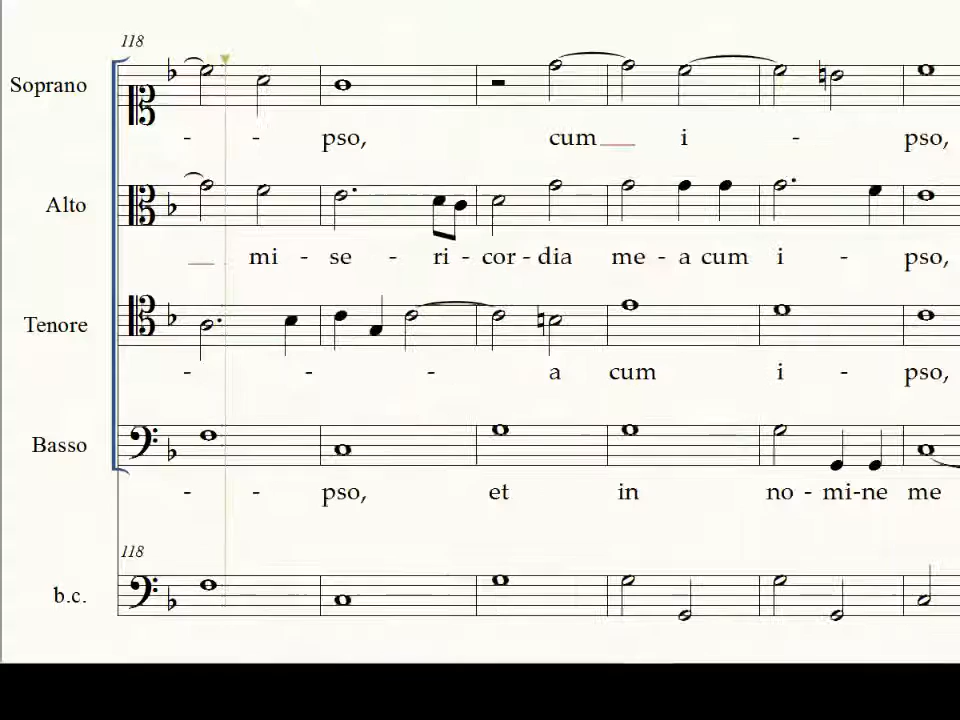 118
Soprano
- - pso, cum i - pso,
Alto
mi - se - ri - cor - dia me - a cum i - pso,
Tenore
- - - a cum i - pso,
Basso
- - pso, et in no - mi-ne me
118
b.c.